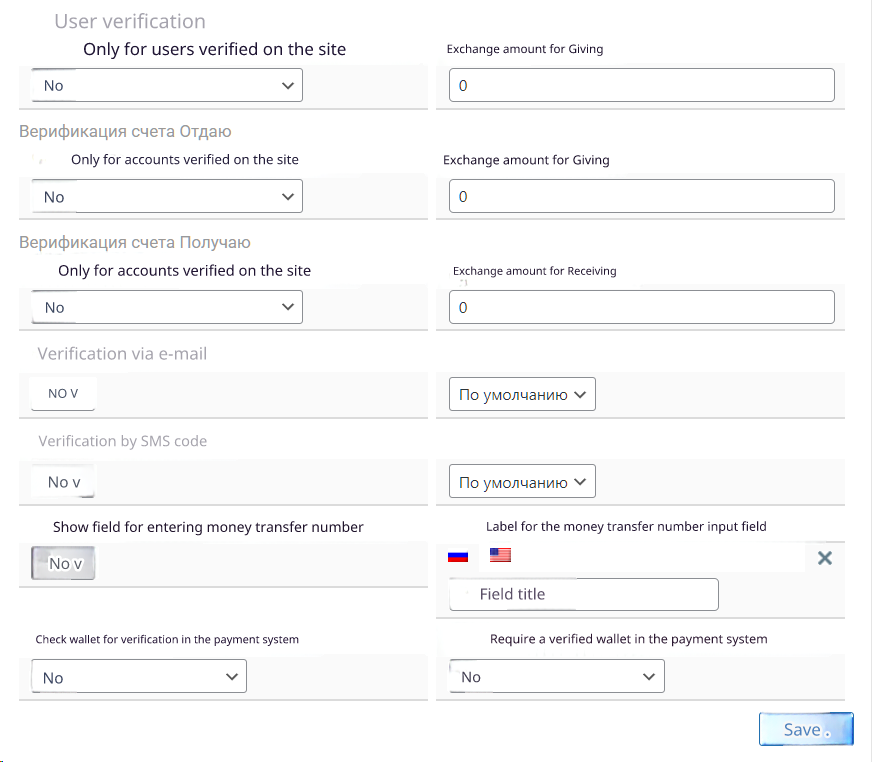 User verification
Only for users verified on the site
Exchange amount for Giving
No
0
Верификация счета Отдаю
Only for accounts verified on the site
Exchange amount for Giving
No
0
Верификация счета Получаю
Only for accounts verified on the site
Exchange amount for Receiving
No
0
Verification via e-mail
NO V
По умолчанию
Verification by SMS code
No v
По умолчанию
Show field for entering money transfer number
Label for the money transfer number input field
No v
Field title
Check wallet for verification in the payment system
Require a verified wallet in the payment system
No
No
Save .